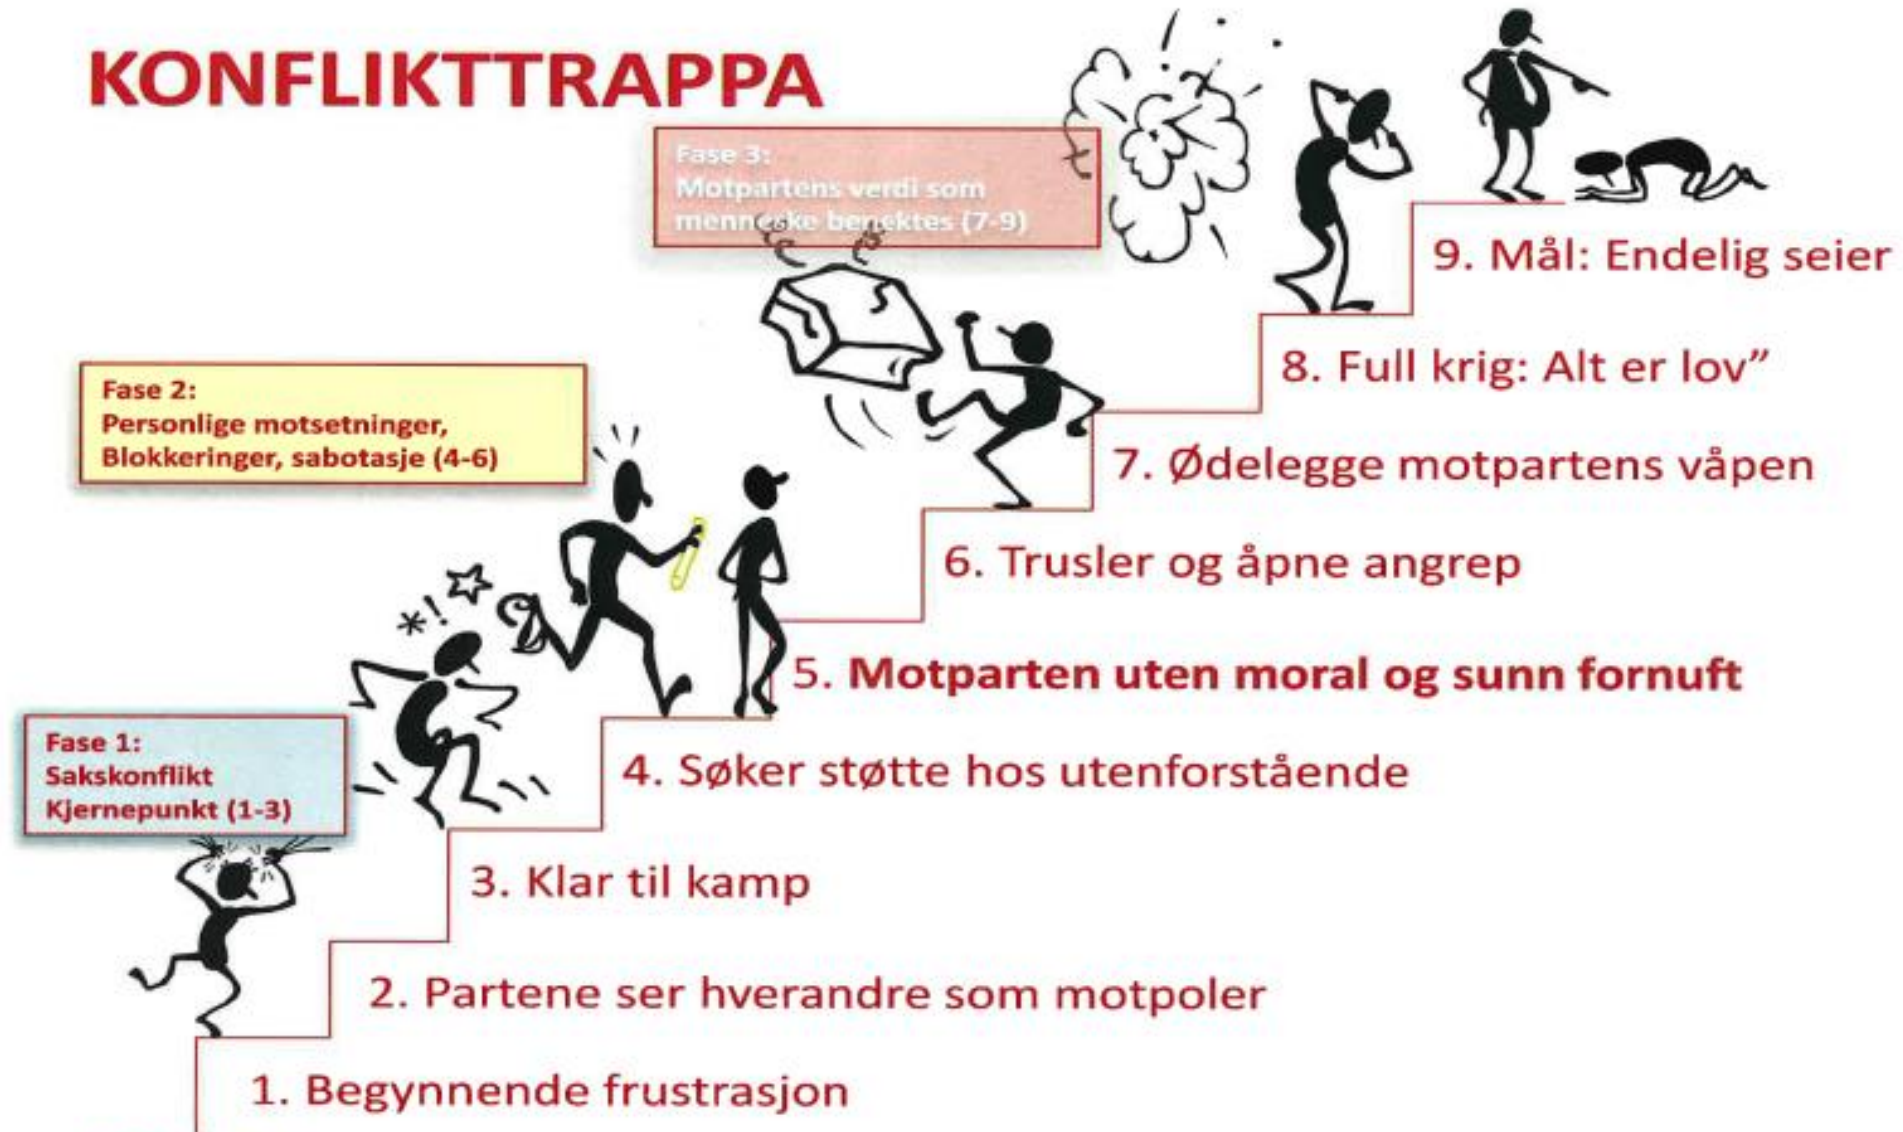 KONFLIKTTRAPPA
Fase 3:
Motpartens verdi som
menneske benektes (7-9)
9. Mål: Endelig seier
8. Full krig: Alt er lov”
Fase 2:
Personlige motsetninger,
Blokkeringer, sabotasje (4-6)
7. Ødelegge motpartens våpen
6. Trusler og åpne angrep
5. Motparten uten moral og sunn fornuft
Fase 1:
Sakskonflikt
Kjernepunkt (1-3)
4. Søker støtte hos utenforstående
3. Klar til kamp
2. Partene ser hverandre som motpoler
1. Begynnende frustrasjon